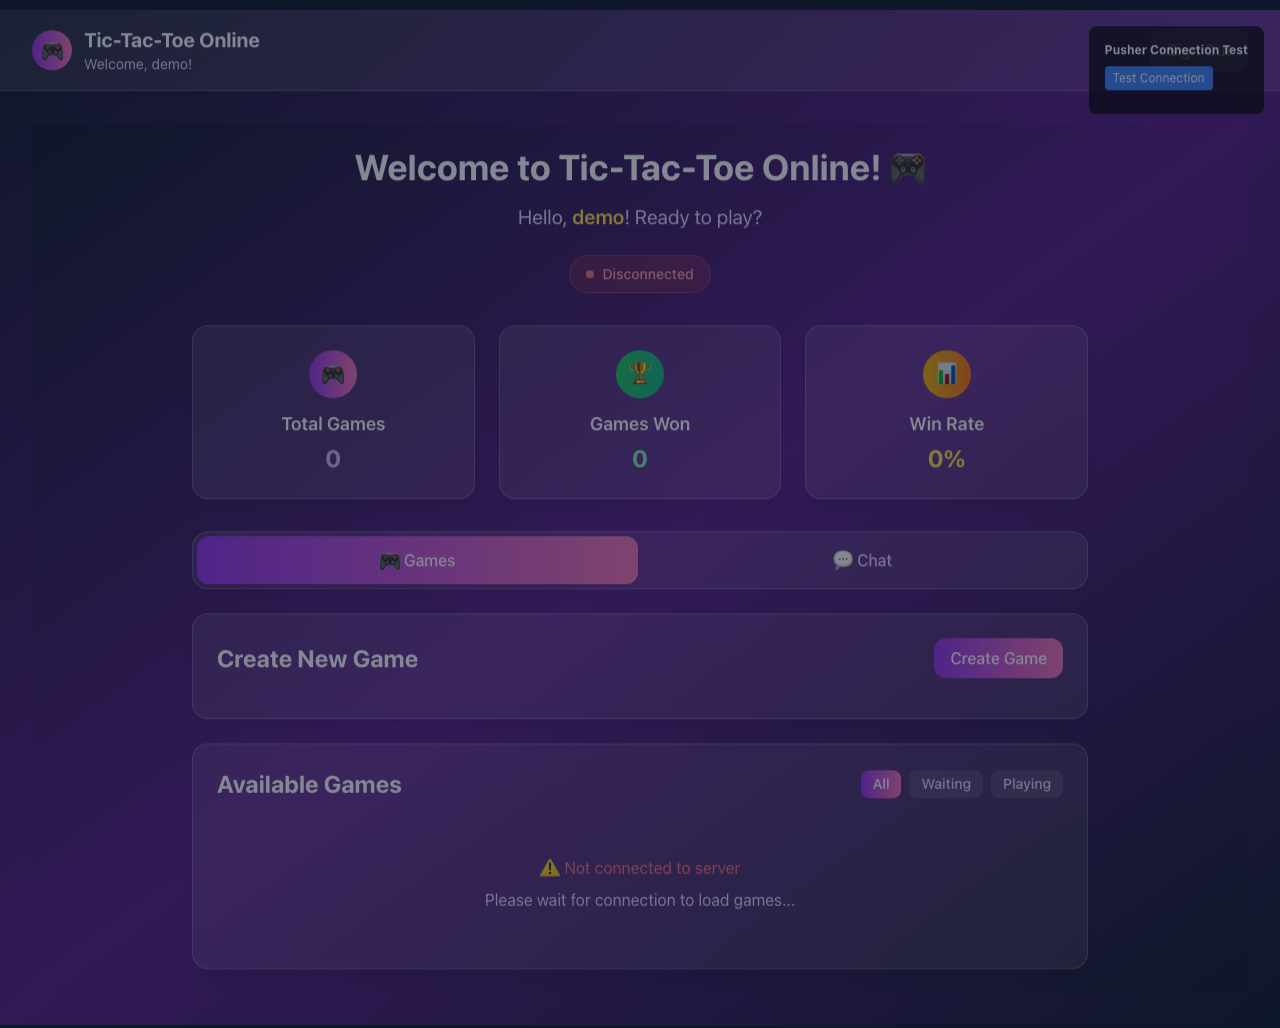 Tic-Tac-Toe Online
Welcome, demo!
Pusher Connection Test
Test Connection
Welcome to Tic-Tac-Toe Online! 🎮
Hello, demo! Ready to play?
Disconnected
Total Games
0
Games Won
0
Win Rate
0%
🎮 Games
💬 Chat
Create New Game
Create Game
Available Games
All
Waiting
Playing
⚠️ Not connected to server
Please wait for connection to load games...